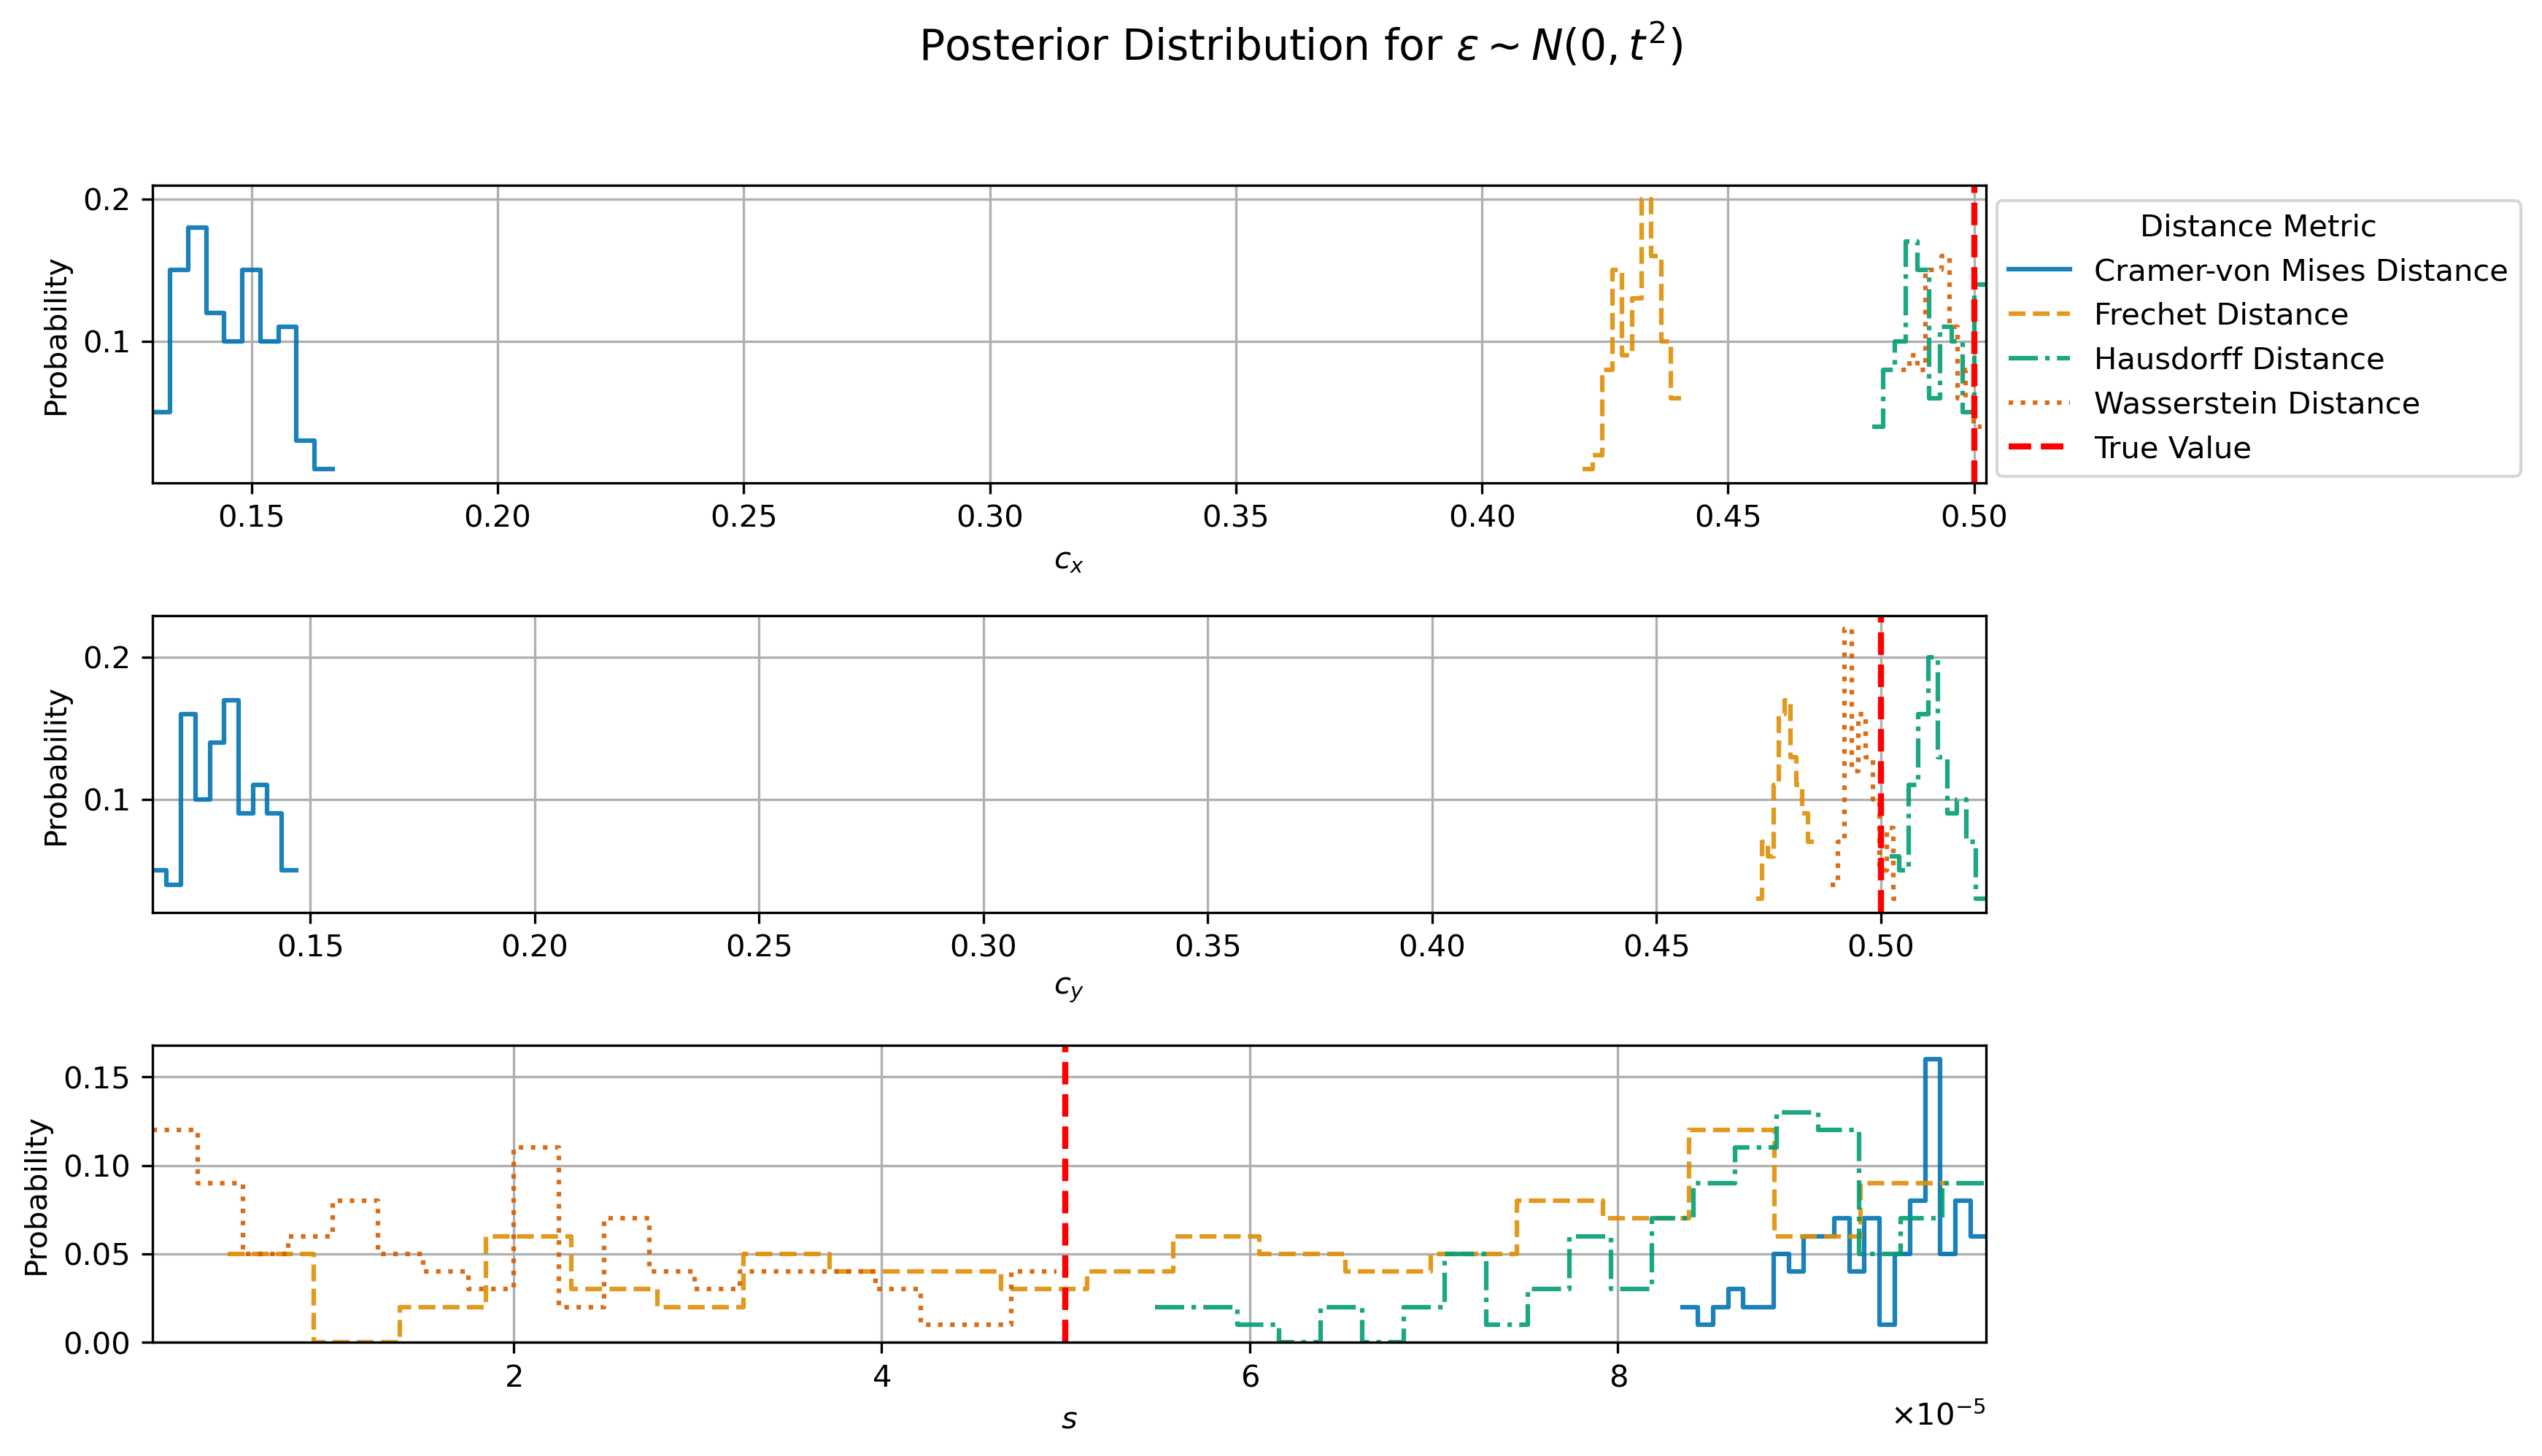 Posterior Distribution for ε ~ N(0, t²)
0.2
0.1
Probability
0.15 0.20 0.25 0.30 0.35 0.40 0.45 0.50
cₓ
Distance Metric
Cramer-von Mises Distance
Frechet Distance
Hausdorff Distance
Wasserstein Distance
True Value
0.2
0.1
Probability
0.15 0.20 0.25 0.30 0.35 0.40 0.45 0.50
c_y
0.15
0.10
0.05
0.00
Probability
2 4 6 8
×10⁻⁵
s